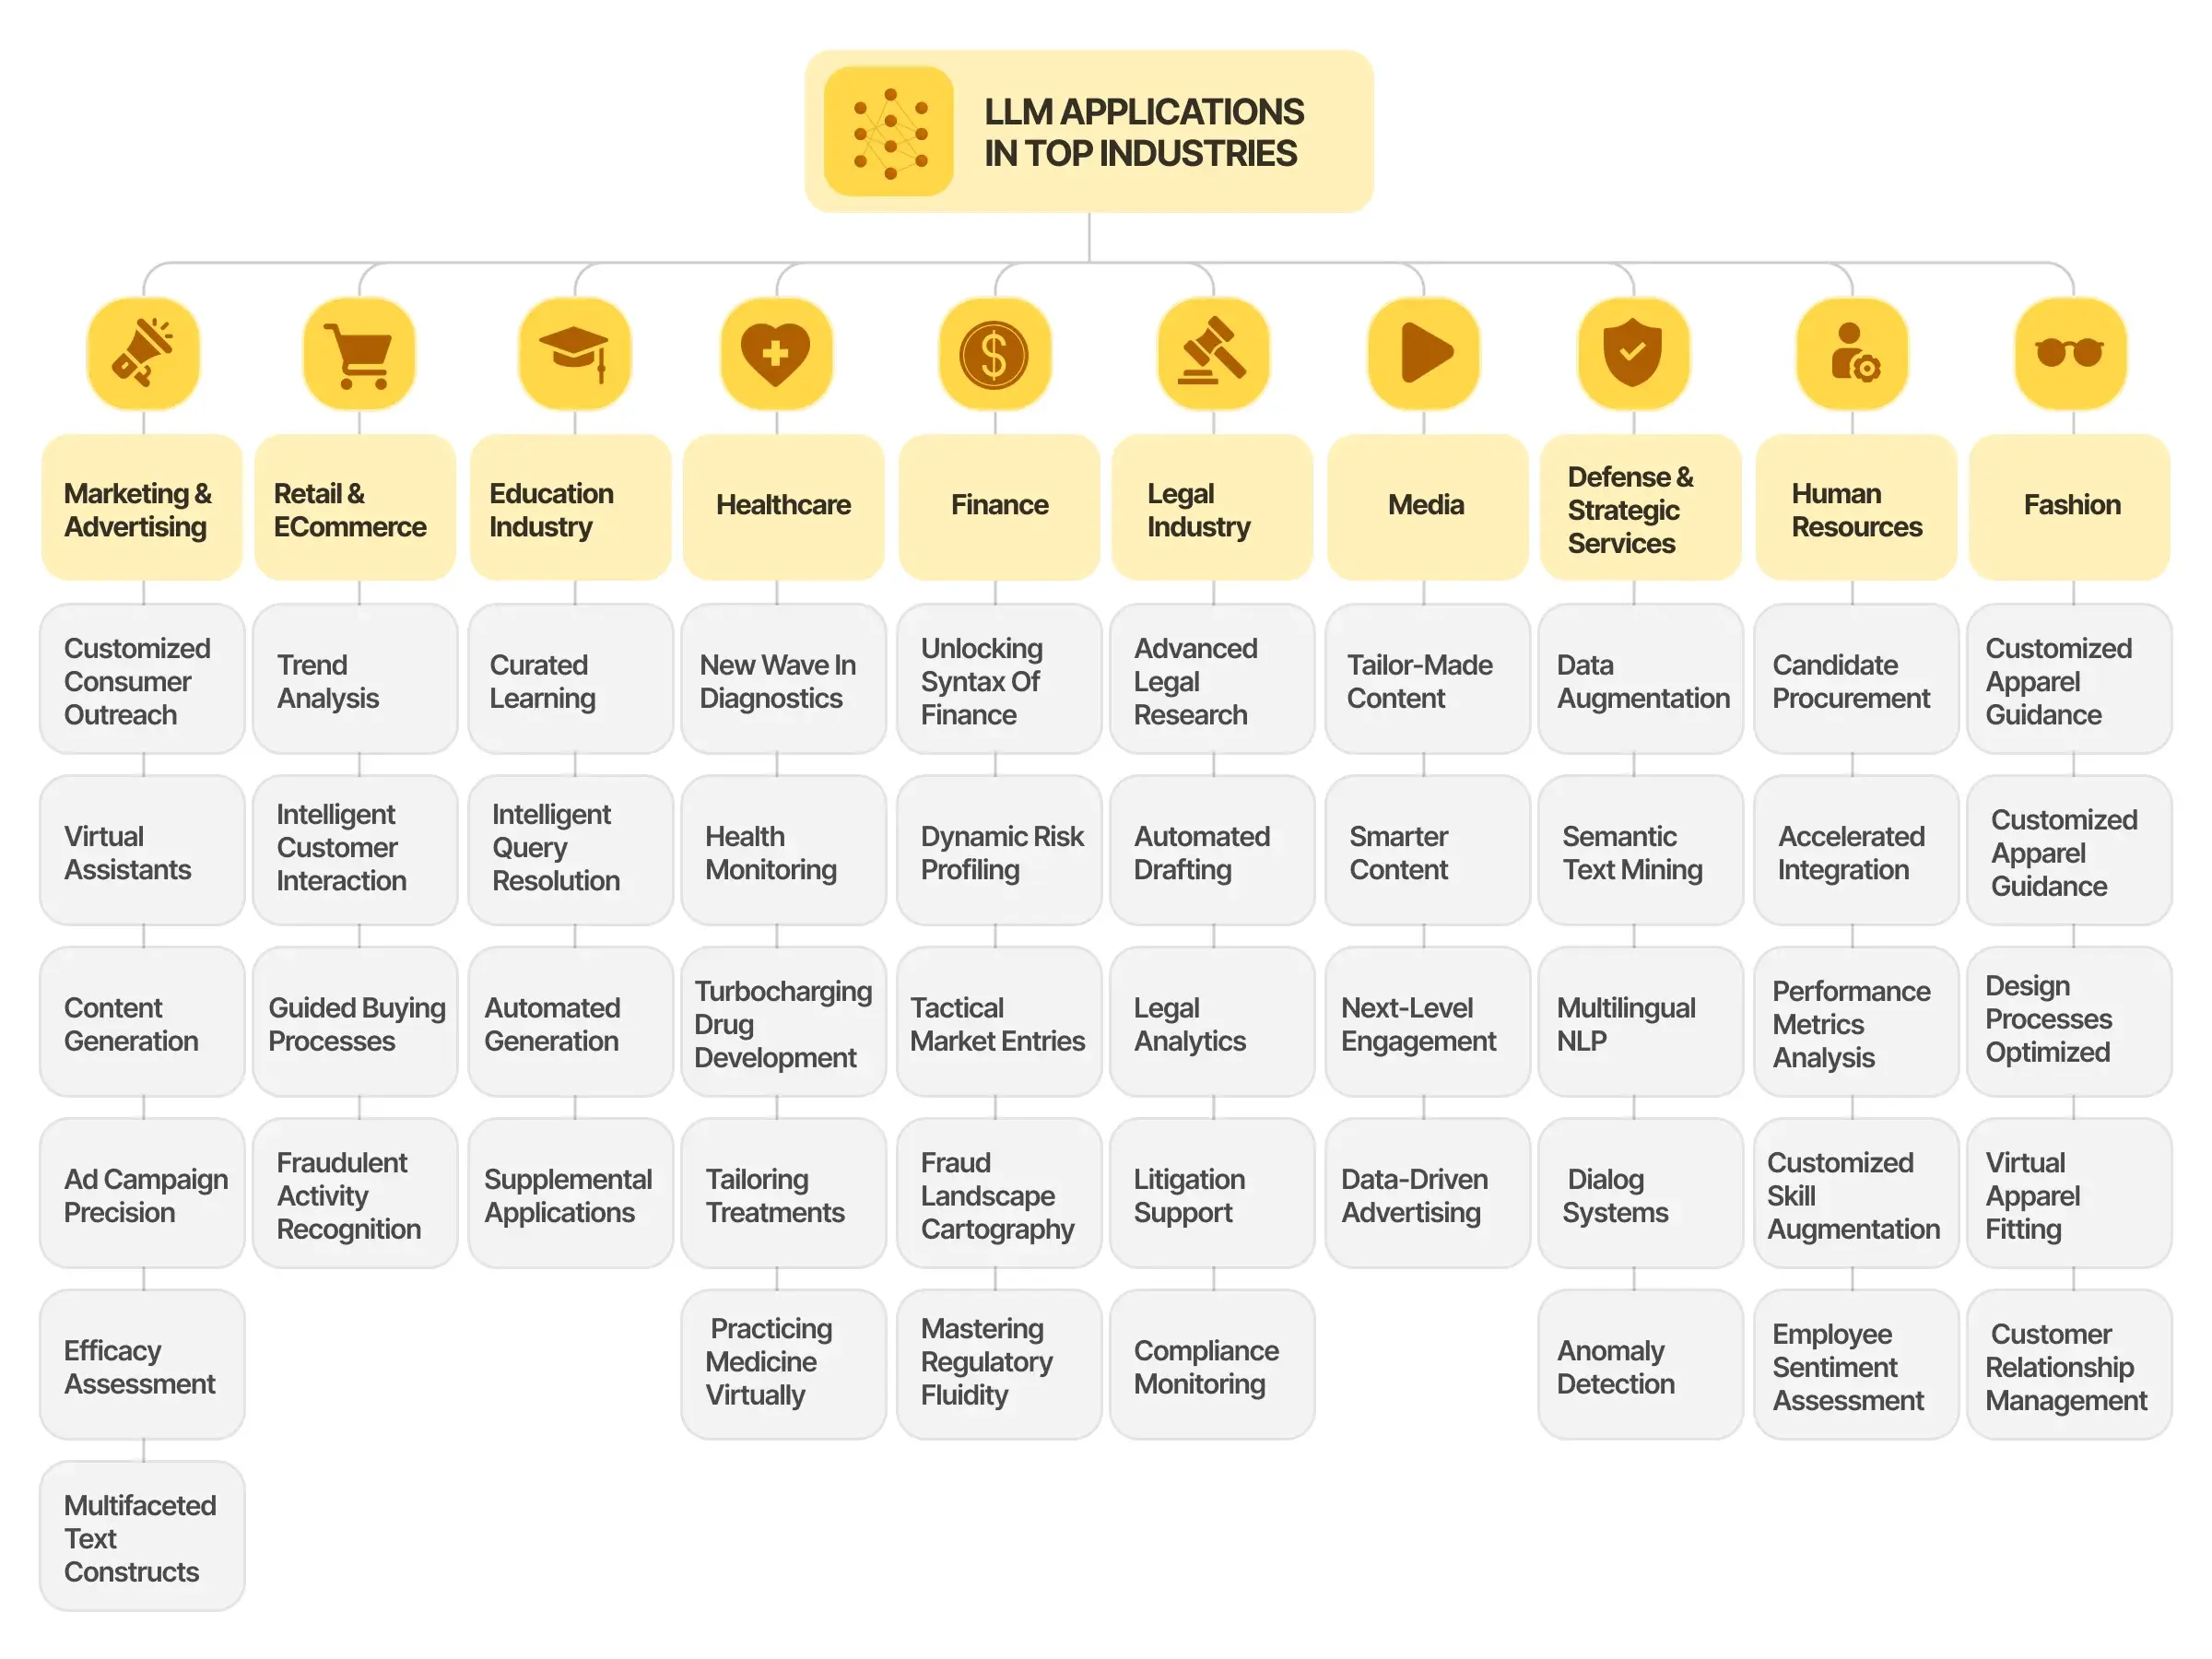 LLM APPLICATIONS
IN TOP INDUSTRIES
Marketing &
Advertising
Customized
Consumer
Outreach
Virtual
Assistants
Content
Generation
Ad Campaign
Precision
Efficacy
Assessment
Multifaceted
Text
Constructs
Retail &
ECommerce
Trend
Analysis
Intelligent
Customer
Interaction
Guided Buying
Processes
Fraudulent
Activity
Recognition
Education
Industry
Curated
Learning
Intelligent
Query
Resolution
Automated
Generation
Supplemental
Applications
Healthcare
New Wave In
Diagnostics
Health
Monitoring
Turbocharging
Drug
Development
Tailoring
Treatments
Practicing
Medicine
Virtually
Finance
Unlocking
Syntax Of
Finance
Dynamic Risk
Profiling
Tactical
Market Entries
Fraud
Landscape
Cartography
Mastering
Regulatory
Fluidity
Legal
Industry
Advanced
Legal
Research
Automated
Drafting
Legal
Analytics
Litigation
Support
Compliance
Monitoring
Media
Tailor-Made
Content
Smarter
Content
Next-Level
Engagement
Data-Driven
Advertising
Defense &
Strategic
Services
Data
Augmentation
Semantic
Text Mining
Multilingual
NLP
Dialog
Systems
Anomaly
Detection
Human
Resources
Candidate
Procurement
Accelerated
Integration
Performance
Metrics
Analysis
Customized
Skill
Augmentation
Employee
Sentiment
Assessment
Fashion
Customized
Apparel
Guidance
Customized
Apparel
Guidance
Design
Processes
Optimized
Virtual
Apparel
Fitting
Customer
Relationship
Management